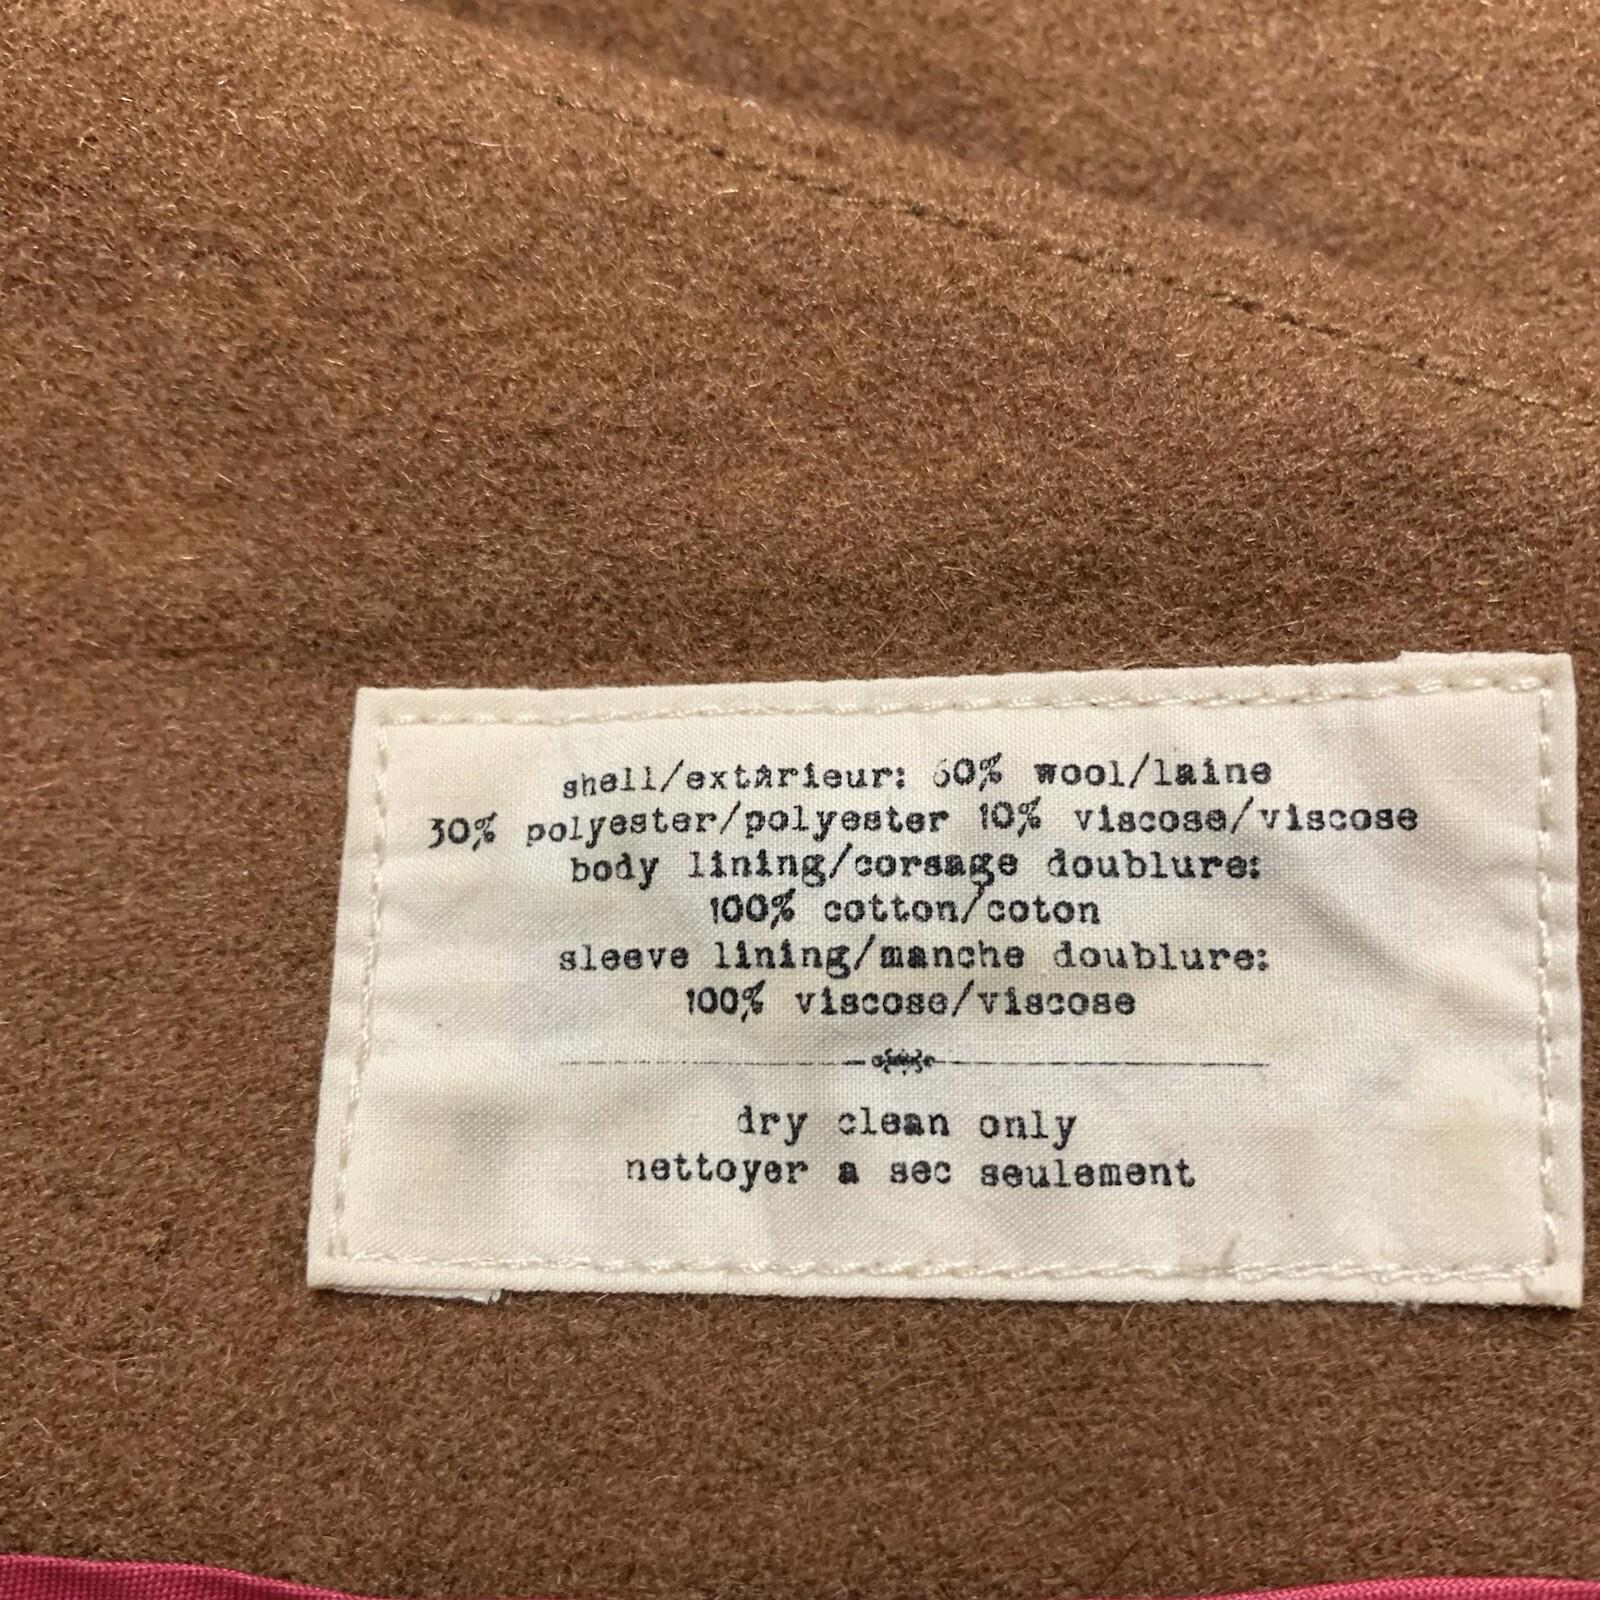 shell/extárieur: 60% wool/laine
30% polyester/polyester 10% viscose/viscose
body lining/corsage doublure:
100% cotton/coton
sleeve lining/manche doublure:
100% viscose/viscose
dry clean only
nettoyer a sec seulement